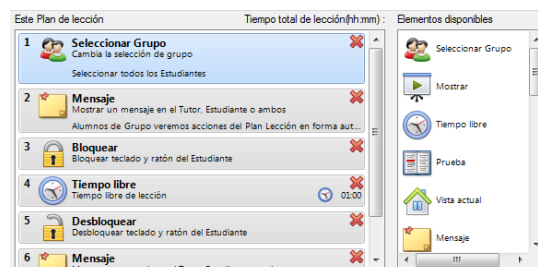 Este Plan de lección
Tiempo total de lección(hh:mm) :
Elementos disponibles
1 Seleccionar Grupo
Cambia la selección de grupo
Seleccionar todos los Estudiantes
2 Mensaje
Mostrar un mensaje en el Tutor, Estudiante o ambos
Alumnos de Grupo veremos acciones del Plan Lección en forma aut...
3 Bloquear
Bloquear teclado y ratón del Estudiante
4 Tiempo libre
Tiempo libre de lección
01:00
5 Desbloquear
Desbloquear teclado y ratón del Estudiante
6 Mensaje
Seleccionar Grupo
Mostrar
Tiempo libre
Prueba
Vista actual
Mensaje